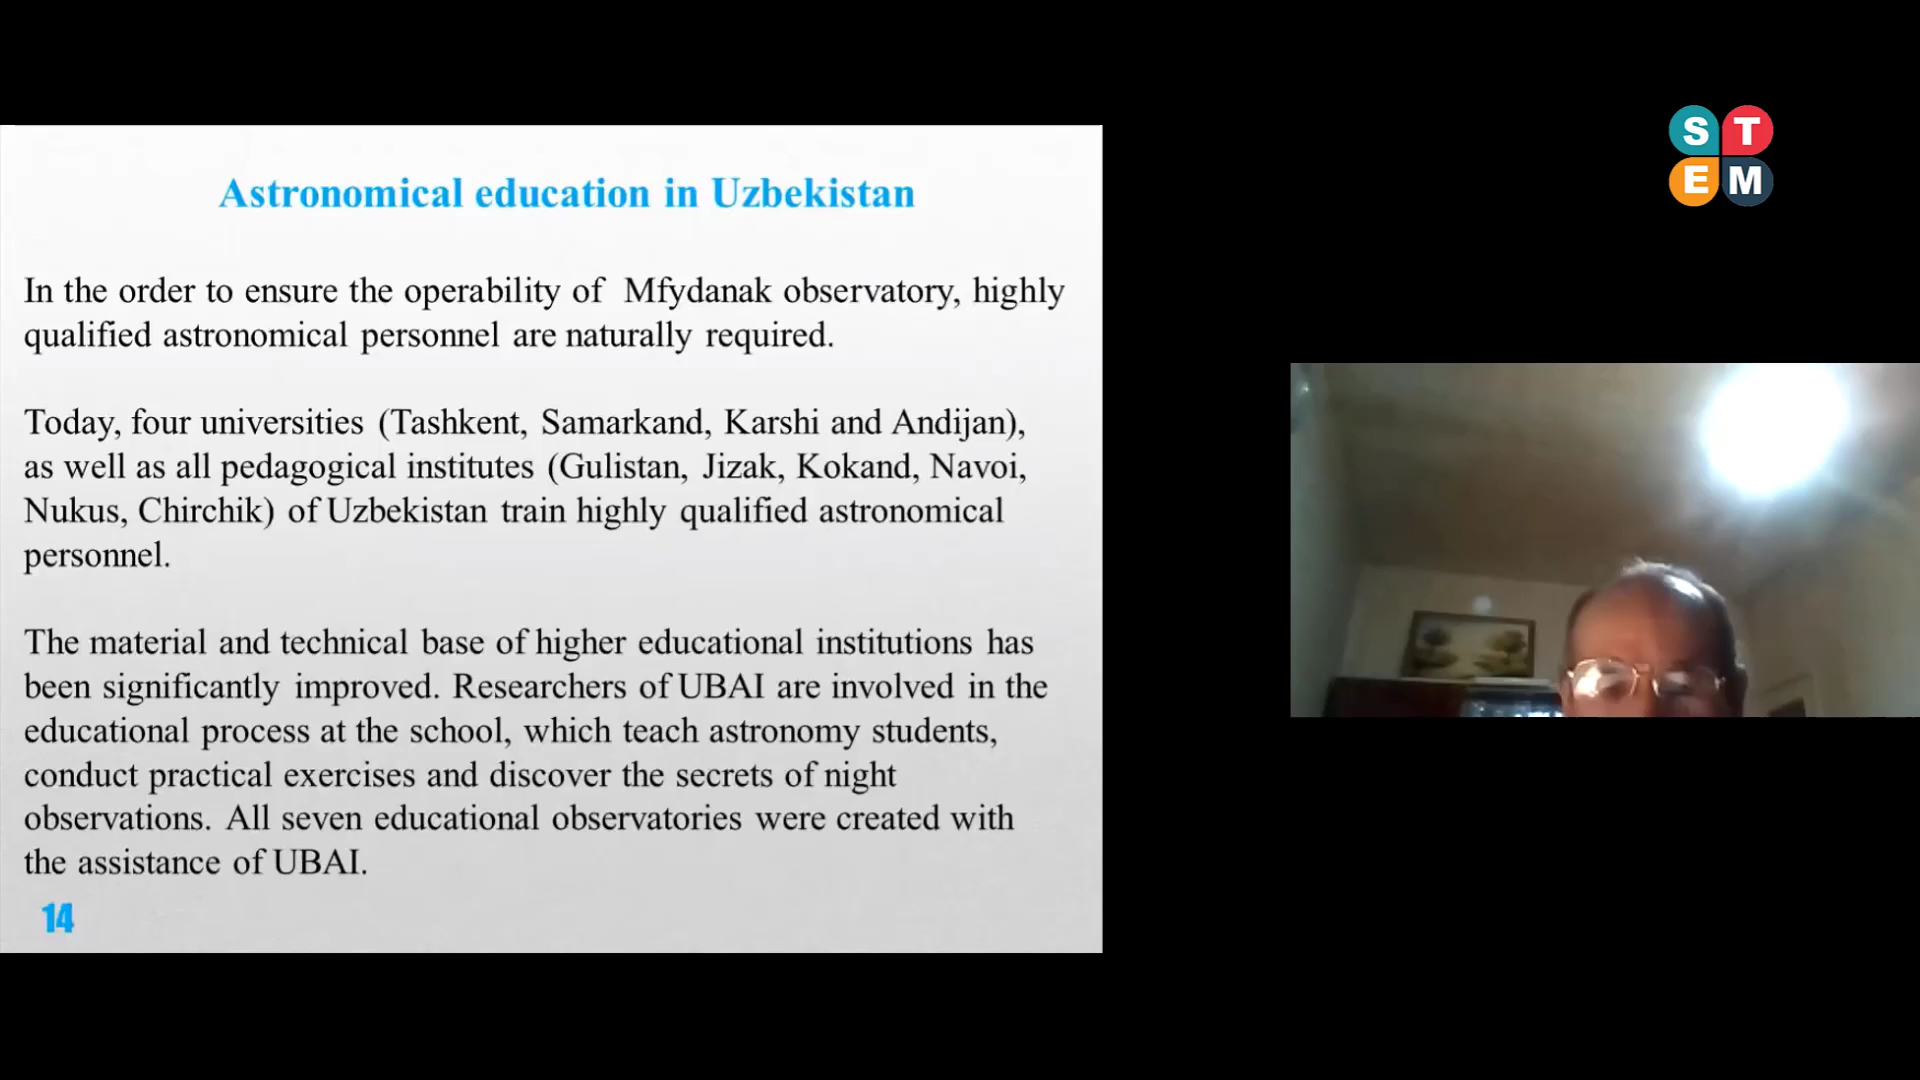 Astronomical education in Uzbekistan
In the order to ensure the operability of Mfydanak observatory, highly
qualified astronomical personnel are naturally required.
Today, four universities (Tashkent, Samarkand, Karshi and Andijan),
as well as all pedagogical institutes (Gulistan, Jizak, Kokand, Navoi,
Nukus, Chirchik) of Uzbekistan train highly qualified astronomical
personnel.
The material and technical base of higher educational institutions has
been significantly improved. Researchers of UBAI are involved in the
educational process at the school, which teach astronomy students,
conduct practical exercises and discover the secrets of night
observations. All seven educational observatories were created with
the assistance of UBAI.
14
S T
E M